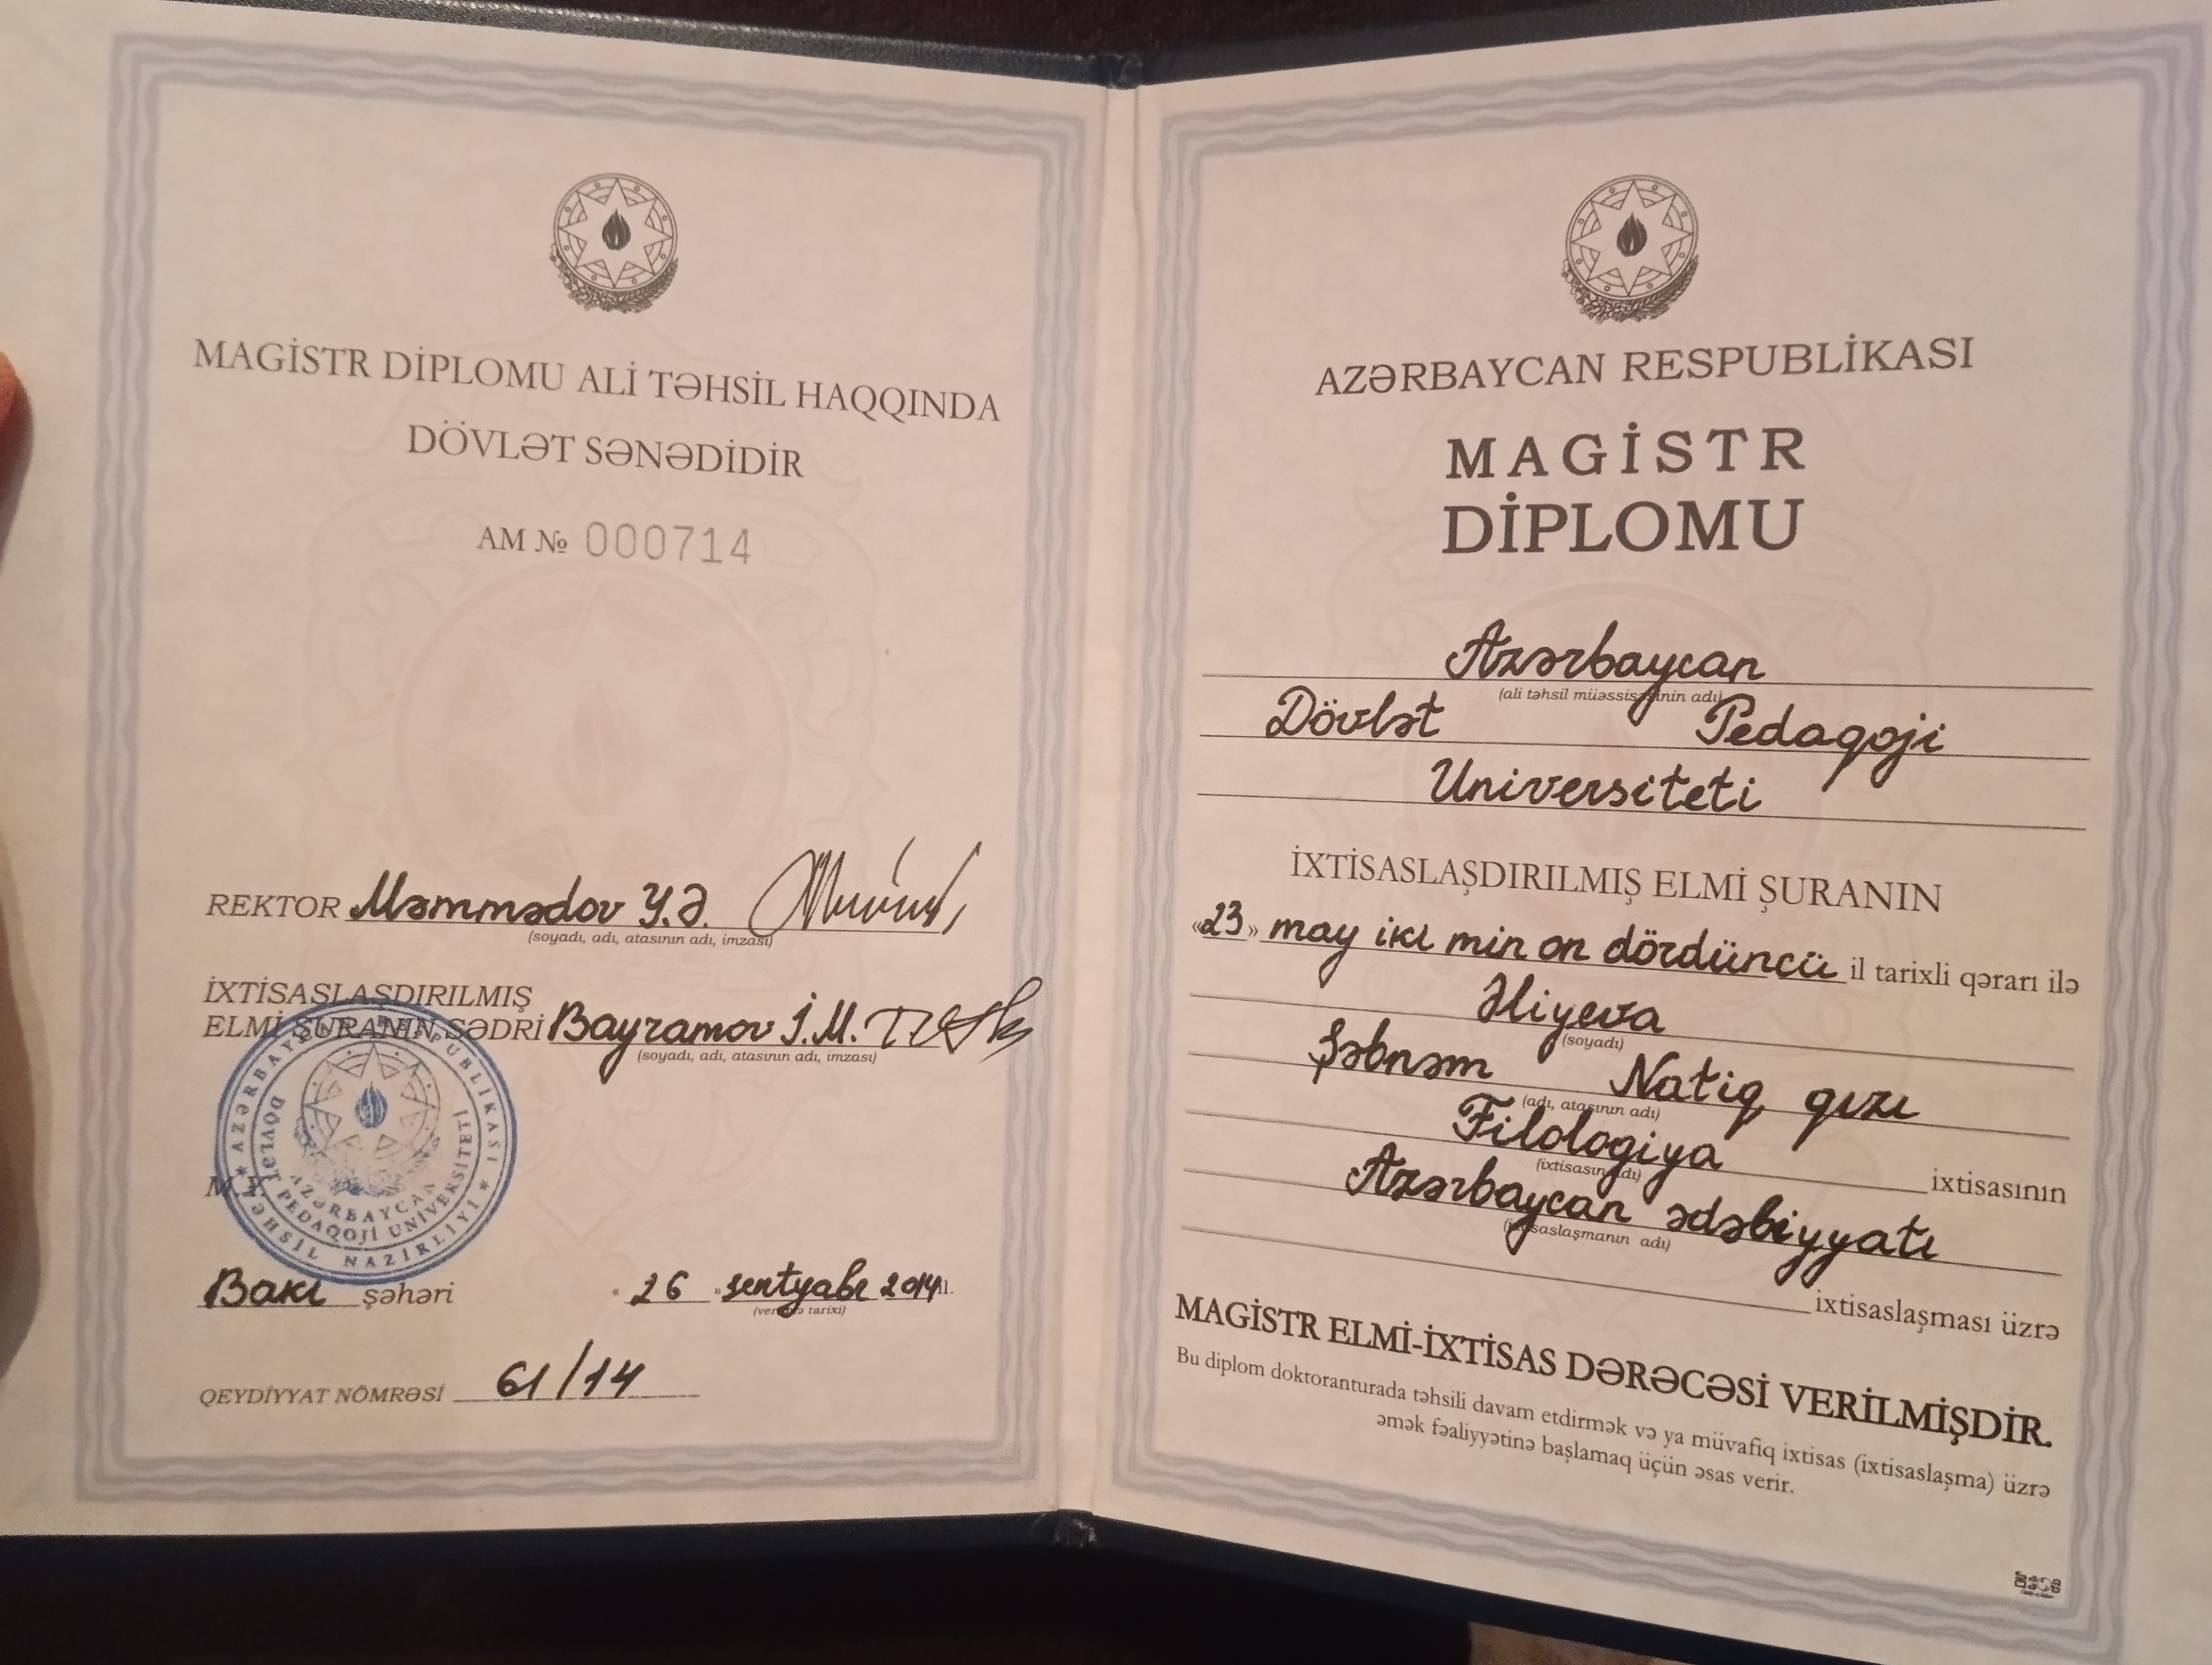 MAGİSTR DİPLOMU ALİ TƏHSİL HAQQINDA
DÖVLƏT SƏNƏDİDİR
AM № 000714
REKTOR Məmmədov Y.Ə.
(soyadı, adı, atasının adı, imzası)
İXTİSASLAŞDIRILMIŞ
ELMİ ŞURANIN SƏDRİ Bayramov İ.M.
(soyadı, adı, atasının adı, imzası)
AZƏRBAYCAN RESPUBLİKASI
TƏHSİL NAZİRLİYİ
AZƏRBAYCAN
DÖVLƏT PEDAQOJİ UNİVERSİTETİ
M.Y.
Bakı şəhəri « 26 » sentyabr 2014 il.
(verilmə tarixi)
QEYDİYYAT NÖMRƏSİ 61/14
AZƏRBAYCAN RESPUBLİKASI
MAGİSTR
DİPLOMU
Azərbaycan
(ali təhsil müəssisəsinin adı)
Dövlət Pedaqoji
Universiteti
İXTİSASLAŞDIRILMIŞ ELMİ ŞURANIN
«23» may iki min on dördüncü il tarixli qərarı ilə
Əliyeva
(soyadı)
Şəbnəm Natiq qızı
(adı, atasının adı)
Filologiya
(ixtisasın adı) ixtisasının
Azərbaycan ədəbiyyatı
(ixtisaslaşmanın adı)
ixtisaslaşması üzrə
MAGİSTR ELMİ-İXTİSAS DƏRƏCƏSİ VERİLMİŞDİR.
Bu diplom doktoranturada təhsili davam etdirmək və ya müvafiq ixtisas (ixtisaslaşma) üzrə
əmək fəaliyyətinə başlamaq üçün əsas verir.